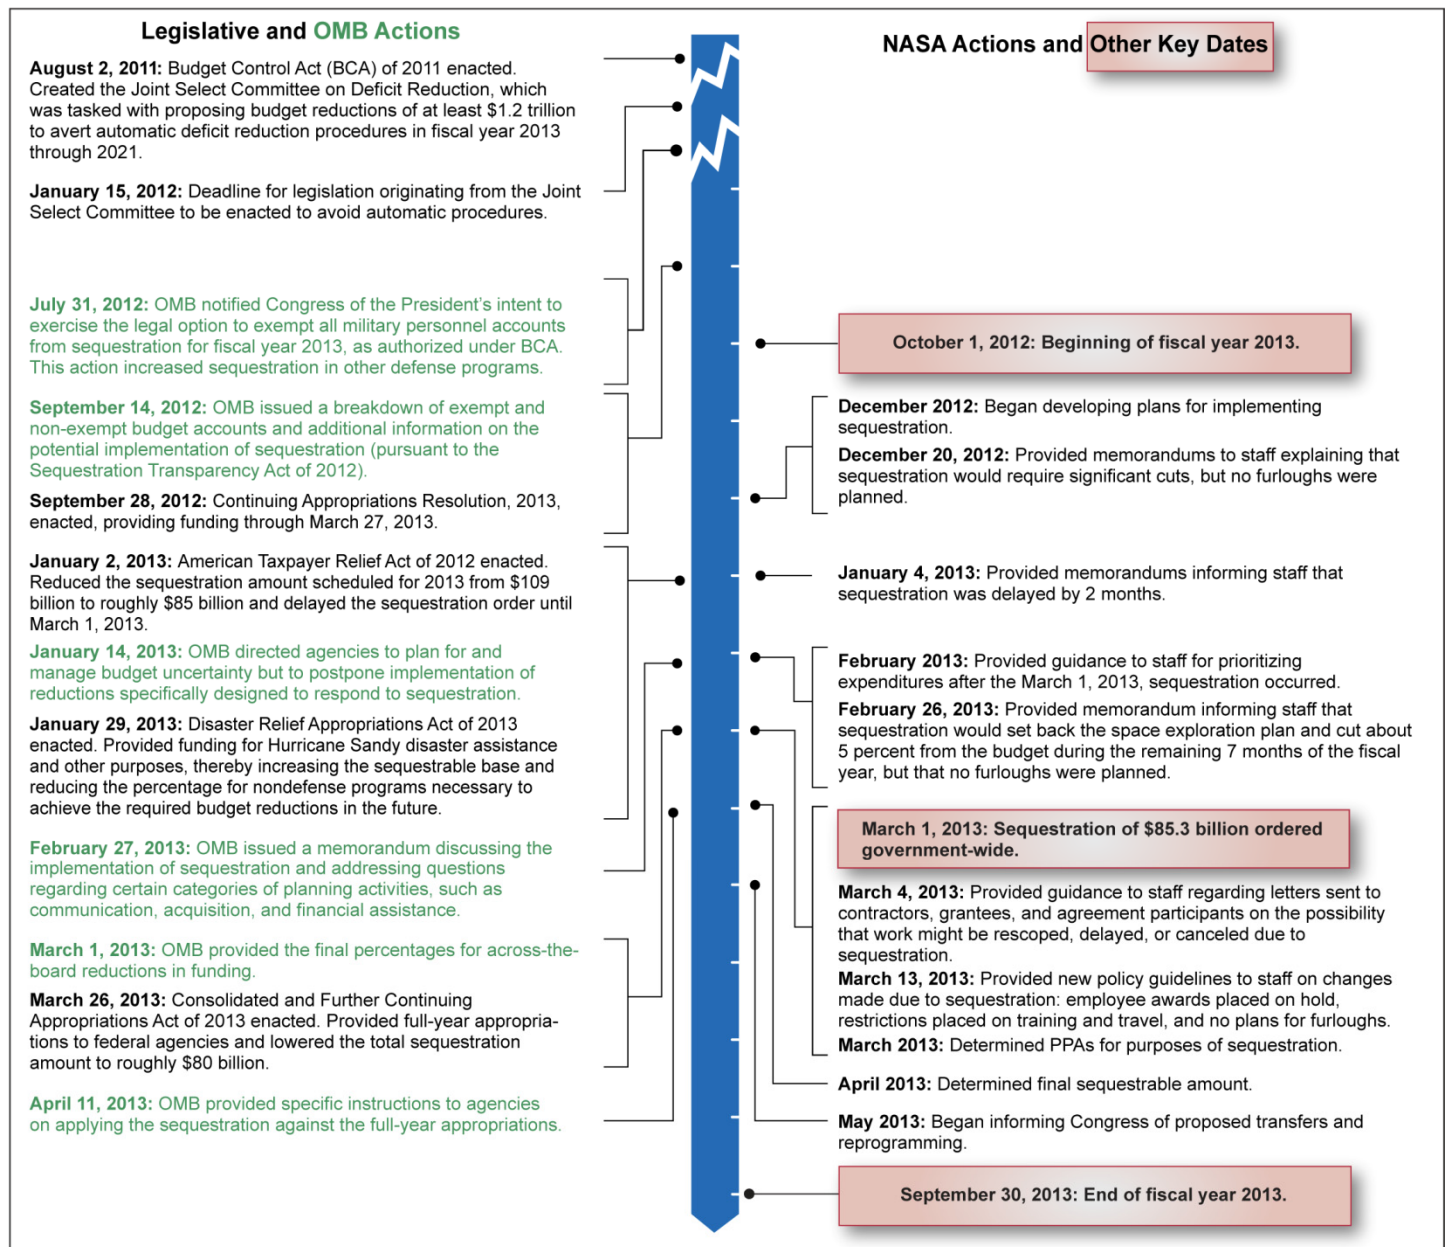 Legislative and OMB Actions
August 2, 2011: Budget Control Act (BCA) of 2011 enacted.
Created the Joint Select Committee on Deficit Reduction, which
was tasked with proposing budget reductions of at least $1.2 trillion
to avert automatic deficit reduction procedures in fiscal year 2013
through 2021.
January 15, 2012: Deadline for legislation originating from the Joint
Select Committee to be enacted to avoid automatic procedures.
July 31, 2012: OMB notified Congress of the President's intent to
exercise the legal option to exempt all military personnel accounts
from sequestration for fiscal year 2013, as authorized under BCA.
This action increased sequestration in other defense programs.
September 14, 2012: OMB issued a breakdown of exempt and
non-exempt budget accounts and additional information on the
potential implementation of sequestration (pursuant to the
Sequestration Transparency Act of 2012).
September 28, 2012: Continuing Appropriations Resolution, 2013,
enacted, providing funding through March 27, 2013.
January 2, 2013: American Taxpayer Relief Act of 2012 enacted.
Reduced the sequestration amount scheduled for 2013 from $109
billion to roughly $85 billion and delayed the sequestration order until
March 1, 2013.
January 14, 2013: OMB directed agencies to plan for and
manage budget uncertainty but to postpone implementation of
reductions specifically designed to respond to sequestration.
January 29, 2013: Disaster Relief Appropriations Act of 2013
enacted. Provided funding for Hurricane Sandy disaster assistance
and other purposes, thereby increasing the sequestrable base and
reducing the percentage for nondefense programs necessary to
achieve the required budget reductions in the future.
February 27, 2013: OMB issued a memorandum discussing the
implementation of sequestration and addressing questions
regarding certain categories of planning activities, such as
communication, acquisition, and financial assistance.
March 1, 2013: OMB provided the final percentages for across-the-
board reductions in funding.
March 26, 2013: Consolidated and Further Continuing
Appropriations Act of 2013 enacted. Provided full-year appropria-
tions to federal agencies and lowered the total sequestration
amount to roughly $80 billion.
April 11, 2013: OMB provided specific instructions to agencies
on applying the sequestration against the full-year appropriations.
NASA Actions and Other Key Dates
October 1, 2012: Beginning of fiscal year 2013.
December 2012: Began developing plans for implementing
sequestration.
December 20, 2012: Provided memorandums to staff explaining that
sequestration would require significant cuts, but no furloughs were
planned.
January 4, 2013: Provided memorandums informing staff that
sequestration was delayed by 2 months.
February 2013: Provided guidance to staff for prioritizing
expenditures after the March 1, 2013, sequestration occurred.
February 26, 2013: Provided memorandum informing staff that
sequestration would set back the space exploration plan and cut about
5 percent from the budget during the remaining 7 months of the fiscal
year, but that no furloughs were planned.
March 1, 2013: Sequestration of $85.3 billion ordered
government-wide.
March 4, 2013: Provided guidance to staff regarding letters sent to
contractors, grantees, and agreement participants on the possibility
that work might be rescoped, delayed, or canceled due to
sequestration.
March 13, 2013: Provided new policy guidelines to staff on changes
made due to sequestration: employee awards placed on hold,
restrictions placed on training and travel, and no plans for furloughs.
March 2013: Determined PPAs for purposes of sequestration.
April 2013: Determined final sequestrable amount.
May 2013: Began informing Congress of proposed transfers and
reprogramming.
September 30, 2013: End of fiscal year 2013.